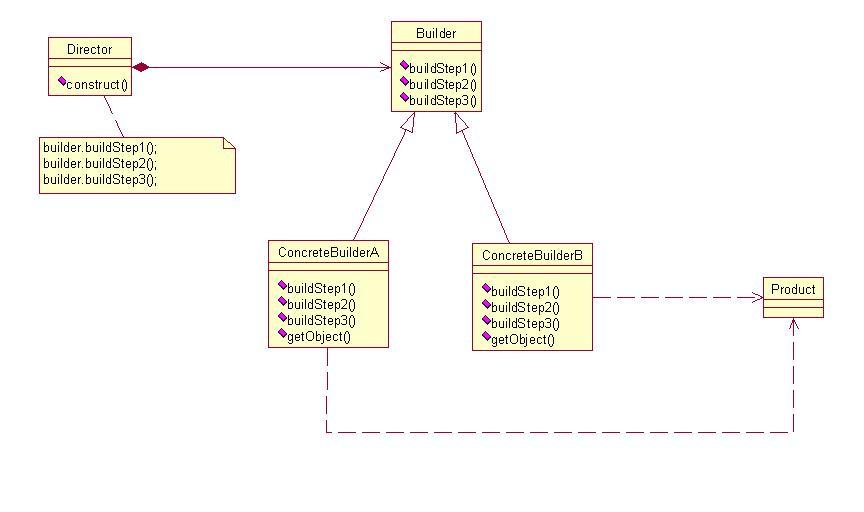 Director
construct()
builder.buildStep1();
builder.buildStep2();
builder.buildStep3();
Builder
buildStep1()
buildStep2()
buildStep3()
ConcreteBuilderA
buildStep1()
buildStep2()
buildStep3()
getObject()
ConcreteBuilderB
buildStep1()
buildStep2()
buildStep3()
getObject()
Product